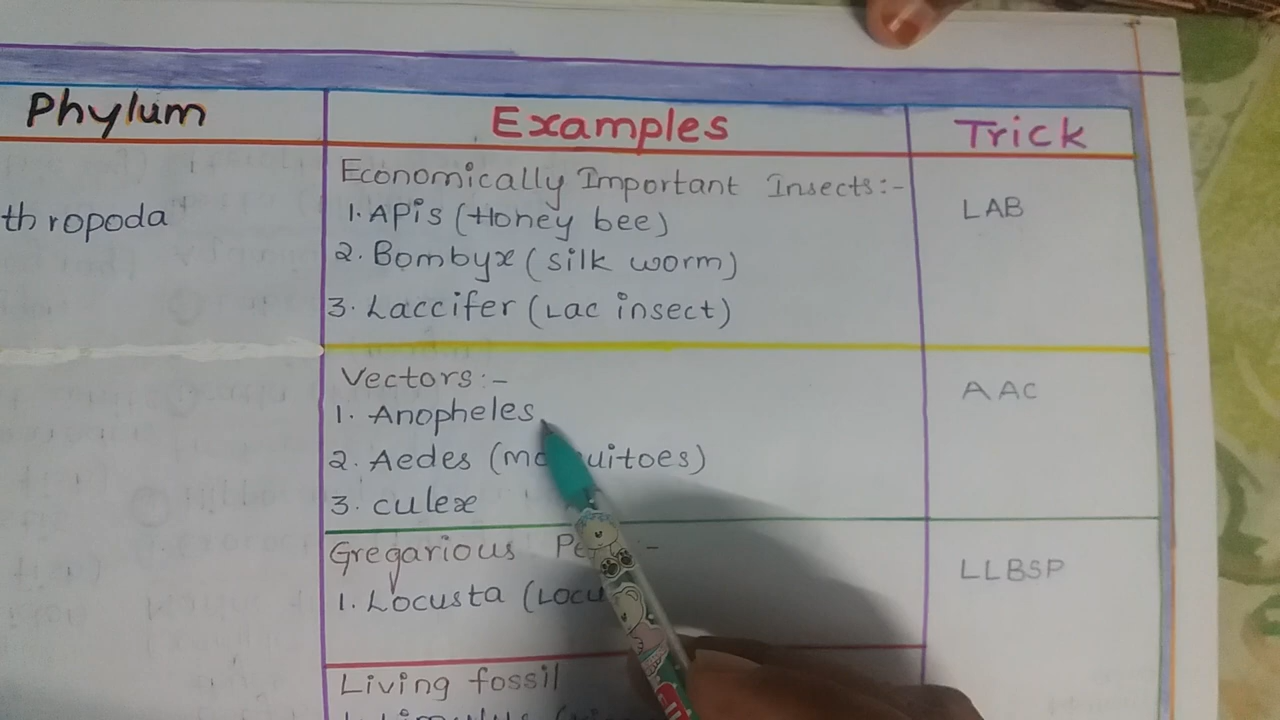 Phylum Examples Trick
Economically Important Insects:-
thropoda 1. Apis (Honey bee) LAB
2. Bombyx (silk worm)
3. Laccifer (Lac insect)
Vectors:-
1. Anopheles AAC
2. Aedes
3. culex
Gregarious LLBSP
1. Locusta
Living fossil